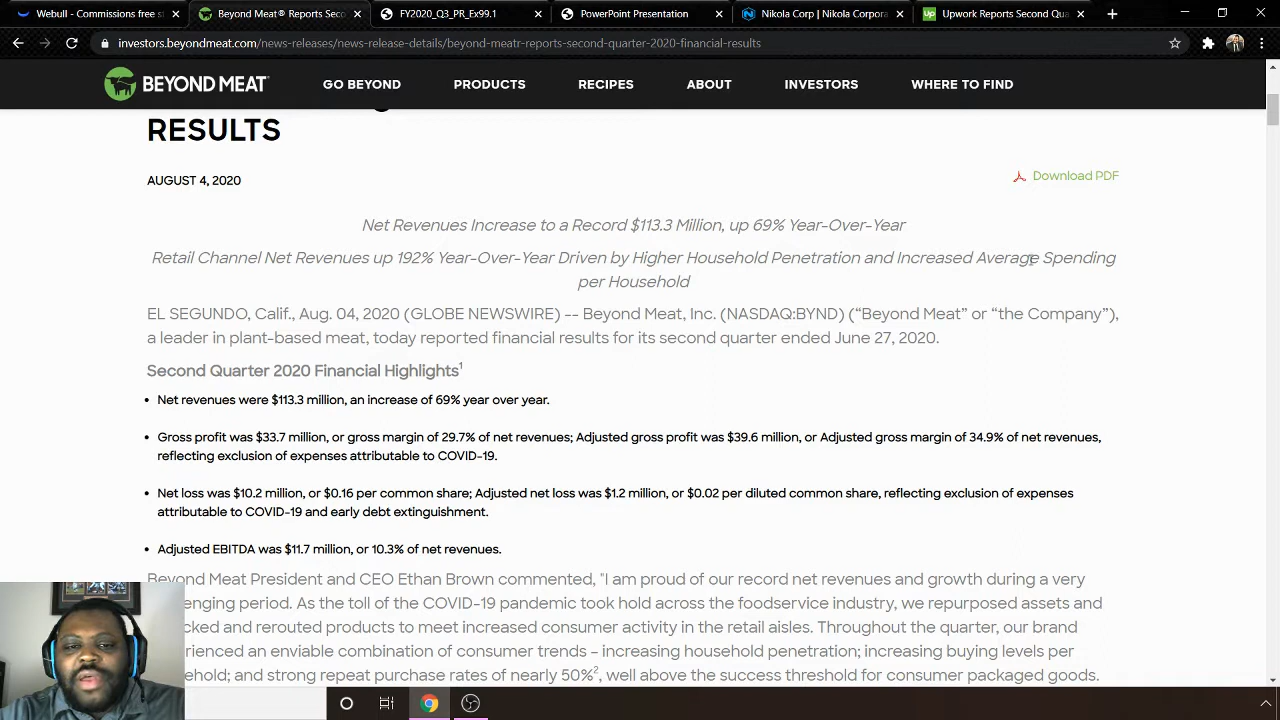 Webull - Commissions free s
Beyond Meat® Reports Seco
FY2020_Q3_PR_Ex99.1
PowerPoint Presentation
Nikola Corp | Nikola Corpora
Upwork Reports Second Qua
investors.beyondmeat.com/news-releases/news-release-details/beyond-meatr-reports-second-quarter-2020-financial-results
BEYOND MEAT
GO BEYOND
PRODUCTS
RECIPES
ABOUT
INVESTORS
WHERE TO FIND
RESULTS
AUGUST 4, 2020
Download PDF
Net Revenues Increase to a Record $113.3 Million, up 69% Year-Over-Year
Retail Channel Net Revenues up 192% Year-Over-Year Driven by Higher Household Penetration and Increased Average Spending
per Household
EL SEGUNDO, Calif., Aug. 04, 2020 (GLOBE NEWSWIRE) -- Beyond Meat, Inc. (NASDAQ:BYND) (“Beyond Meat” or “the Company”),
a leader in plant-based meat, today reported financial results for its second quarter ended June 27, 2020.
Second Quarter 2020 Financial Highlights1
• Net revenues were $113.3 million, an increase of 69% year over year.
• Gross profit was $33.7 million, or gross margin of 29.7% of net revenues; Adjusted gross profit was $39.6 million, or Adjusted gross margin of 34.9% of net revenues,
reflecting exclusion of expenses attributable to COVID-19.
• Net loss was $10.2 million, or $0.16 per common share; Adjusted net loss was $1.2 million, or $0.02 per diluted common share, reflecting exclusion of expenses
attributable to COVID-19 and early debt extinguishment.
• Adjusted EBITDA was $11.7 million, or 10.3% of net revenues.
Beyond Meat President and CEO Ethan Brown commented, "I am proud of our record net revenues and growth during a very
enging period. As the toll of the COVID-19 pandemic took hold across the foodservice industry, we repurposed assets and
cked and rerouted products to meet increased consumer activity in the retail aisles. Throughout the quarter, our brand
erienced an enviable combination of consumer trends – increasing household penetration; increasing buying levels per
ehold; and strong repeat purchase rates of nearly 50%2, well above the success threshold for consumer packaged goods.